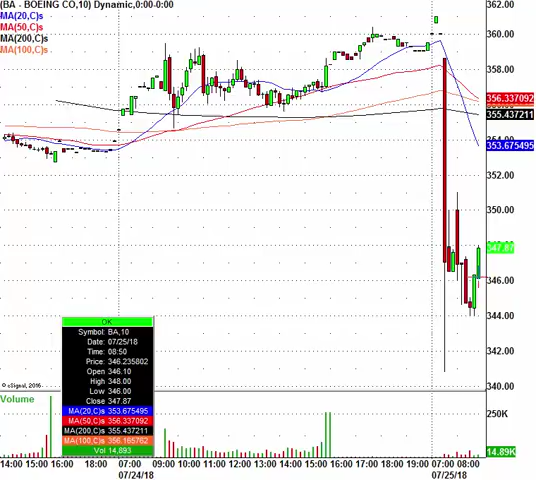 (BA - BOEING CO,10) Dynamic,0:00-0:00
MA(20,C)s
MA(50,C)s
MA(200,C)s
MA(100,C)s
362.00
360.00
358.00
356.337092
355.437211
354.00
353.675495
352.00
350.00
348.00
347.87
346.00
344.00
342.00
340.00
OK
Symbol: BA,10
Date: 07/25/18
Time: 08:50
Price: 346.235802
Open 346.10
High 348.00
Low 346.00
Close 347.87
MA(20,C)s 353.675495
MA(50,C)s 356.337092
MA(200,C)s 355.437211
MA(100,C)s 356.165762
Vol 14,893
© eSignal, 2016
Volume
250K
14.89K
14:00 15:00 16:00 18:00 07:00 08:00 09:00 10:00 11:00 12:00 13:00 14:00 15:00 16:00 17:00 18:00 19:00 07:00 08:00
07/24/18 07/25/18